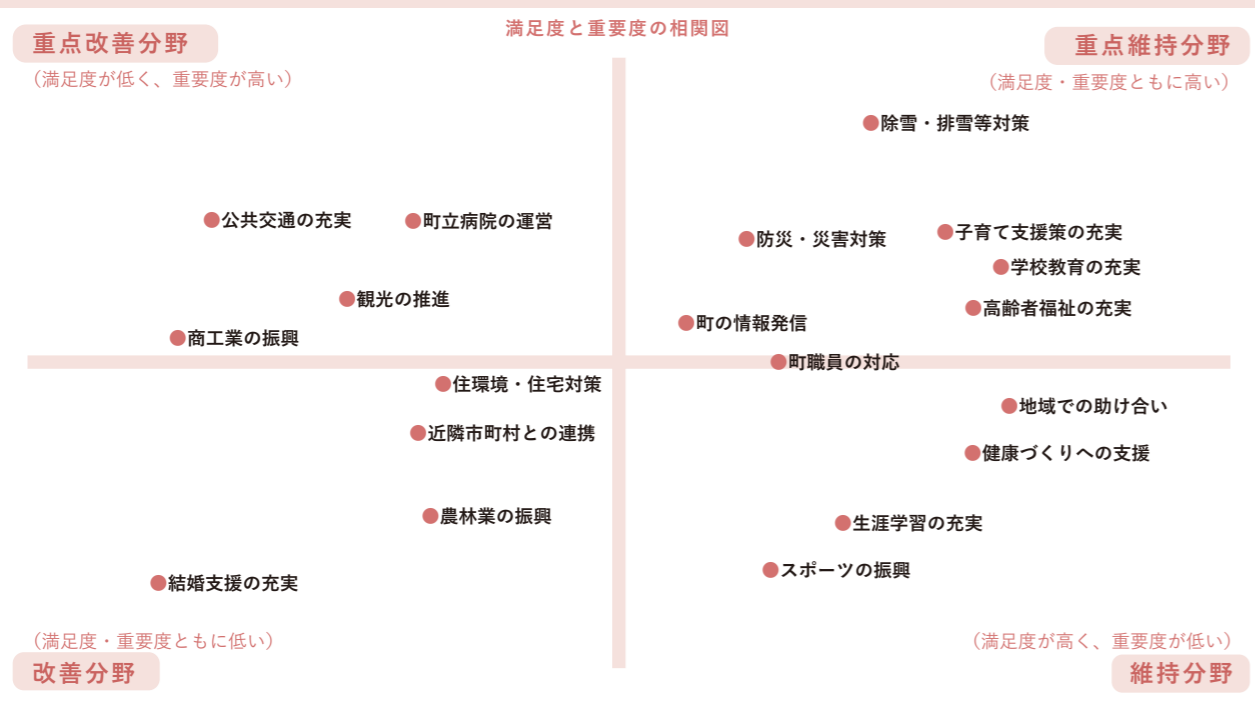 満足度と重要度の相関図
重点改善分野
（満足度が低く、重要度が高い）
重点維持分野
（満足度・重要度ともに高い）
除雪・排雪等対策
公共交通の充実
町立病院の運営
防災・災害対策
子育て支援策の充実
学校教育の充実
観光の推進
高齢者福祉の充実
町の情報発信
商工業の振興
町職員の対応
住環境・住宅対策
地域での助け合い
近隣市町村との連携
健康づくりへの支援
農林業の振興
生涯学習の充実
スポーツの振興
結婚支援の充実
（満足度・重要度ともに低い）
改善分野
（満足度が高く、重要度が低い）
維持分野